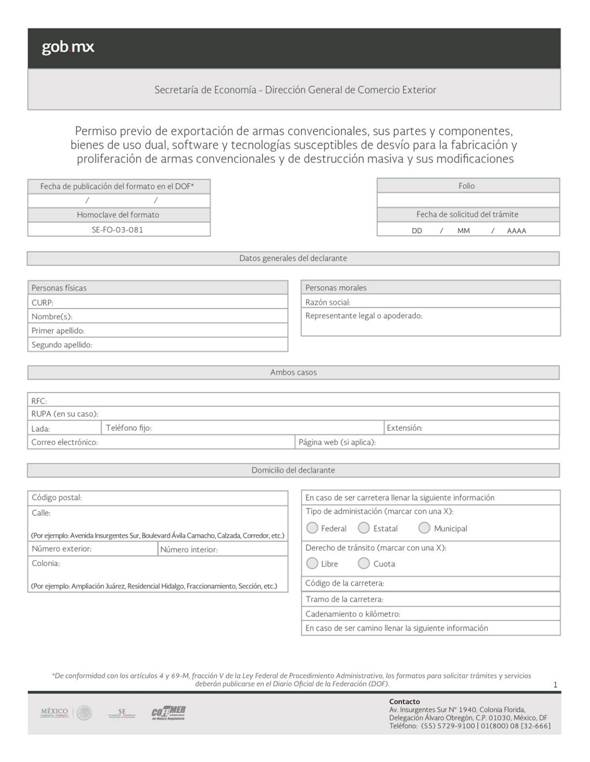 gob.mx
Secretaría de Economía - Dirección General de Comercio Exterior
Permiso previo de exportación de armas convencionales, sus partes y componentes,
bienes de uso dual, software y tecnologías susceptibles de desvío para la fabricación y
proliferación de armas convencionales y de destrucción masiva y sus modificaciones
Fecha de publicación del formato en el DOF*
/ /
Homoclave del formato
SE-FO-03-081
Folio
Fecha de solicitud del trámite
DD / MM / AAAA
Datos generales del declarante
Personas físicas
CURP:
Nombre(s):
Primer apellido:
Segundo apellido:
Personas morales
Razón social:
Representante legal o apoderado:
Ambos casos
RFC:
RUPA (en su caso):
Lada: Teléfono fijo: Extensión:
Correo electrónico: Página web (si aplica):
Domicilio del declarante
Código postal:
Calle:
(Por ejemplo: Avenida Insurgentes Sur, Boulevard Ávila Camacho, Calzada, Corredor, etc.)
Número exterior: Número interior:
Colonia:
(Por ejemplo: Ampliación Juárez, Residencial Hidalgo, Fraccionamiento, Sección, etc.)
En caso de ser carretera llenar la siguiente información
Tipo de administación (marcar con una X):
Federal Estatal Municipal
Derecho de tránsito (marcar con una X):
Libre Cuota
Código de la carretera:
Tramo de la carretera:
Cadenamiento o kilómetro:
En caso de ser camino llenar la siguiente información
*De conformidad con los artículos 4 y 69-M, fracción V de la Ley Federal de Procedimiento Administrativo, los formatos para solicitar trámites y servicios
deberán publicarse en el Diario Oficial de la Federación (DOF).
1
MÉXICO
SE
COFEMER
Contacto
Av. Insurgentes Sur N° 1940, Colonia Florida,
Delegación Álvaro Obregón, C.P. 01030, México, DF
Teléfono: (55) 5729-9100 | 01(800) 08 [32-666]